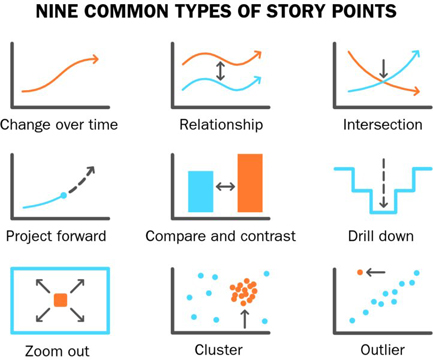 NINE COMMON TYPES OF STORY POINTS
Change over time
Relationship
Intersection
Project forward
Compare and contrast
Drill down
Zoom out
Cluster
Outlier